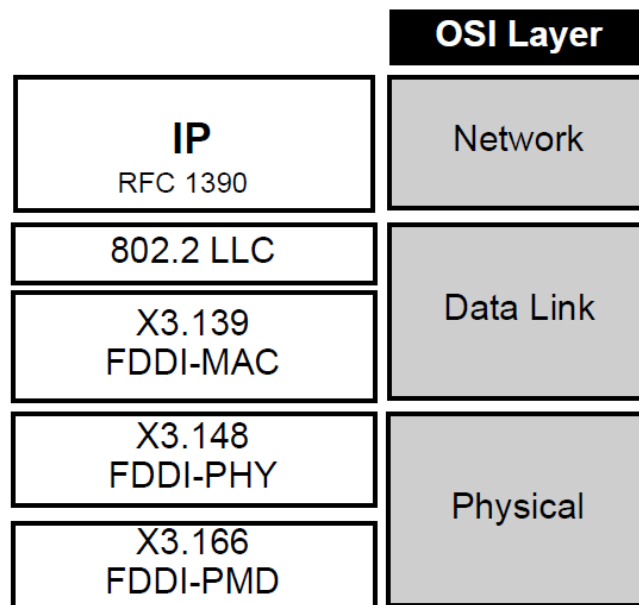 OSI Layer
IP
RFC 1390
Network
802.2 LLC
X3.139
FDDI-MAC
Data Link
X3.148
FDDI-PHY
X3.166
FDDI-PMD
Physical